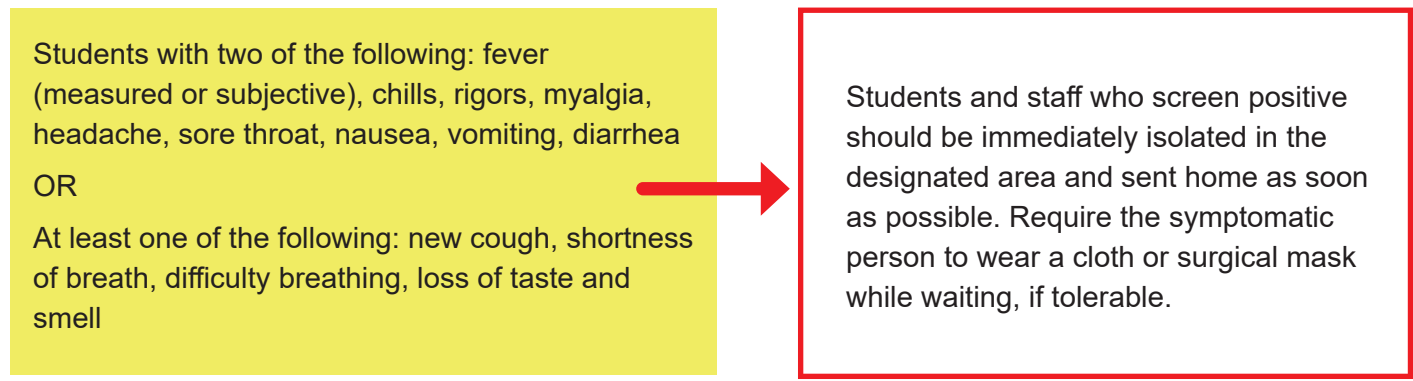 Students with two of the following: fever
(measured or subjective), chills, rigors, myalgia,
headache, sore throat, nausea, vomiting, diarrhea
OR
At least one of the following: new cough, shortness
of breath, difficulty breathing, loss of taste and
smell
Students and staff who screen positive
should be immediately isolated in the
designated area and sent home as soon
as possible. Require the symptomatic
person to wear a cloth or surgical mask
while waiting, if tolerable.